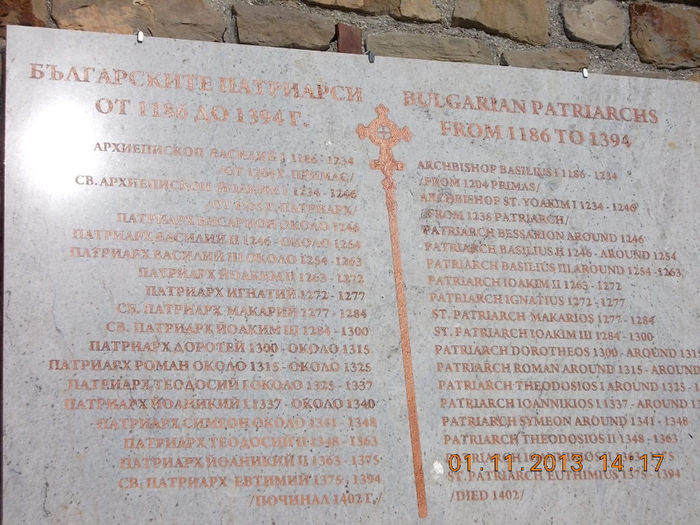 БЪЛГАРСКИТЕ ПАТРИАРСИ
ОТ 1186 ДО 1394 Г.
АРХИЕПИСКОП ВАСИЛИЙ I 1186 - 1234
/ОТ 1204 Г. ПРИМАС/
СВ. АРХИЕПИСКОП ЙОАКИМ I 1234 - 1246
/ПАТРИАРХ/
ПАТРИАРХ ВИСАРИОН ОКОЛО 1246
ПАТРИАРХ ВАСИЛИЙ II 1246 - ОКОЛО 1254
ПАТРИАРХ ВАСИЛИЙ III ОКОЛО 1254 - 1263
ПАТРИАРХ ЙОАКИМ II 1263 - 1272
ПАТРИАРХ ИГНАТИЙ 1272 - 1277
СВ. ПАТРИАРХ МАКАРИЙ 1277 - 1284
СВ. ПАТРИАРХ ЙОАКИМ III 1284 - 1300
ПАТРИАРХ ДОРОТЕЙ 1300 - ОКОЛО 1315
ПАТРИАРХ РОМАН ОКОЛО 1315 - ОКОЛО 1325
ТЕОДОСИЙ I ОКОЛО 1325 - 1337
ПАТРИАРХ ЙОАНИКИЙ I 1337 - ОКОЛО 1340
ПАТРИАРХ СИМЕОН ОКОЛО 1341 - 1348
ПАТРИАРХ ТЕОДОСИЙ II 1348 - 1363
ПАТРИАРХ ЙОАНИКИЙ II 1363 - 1375
СВ. ПАТРИАРХ ЕВТИМИЙ 1375 - 1394
/ПОЧИНАЛ 1402 Г./
BULGARIAN PATRIARCHS
FROM 1186 TO 1394
ARCHBISHOP BASILIUS I 1186 - 1234
/FROM 1204 PRIMAS/
ARCHBISHOP ST. YOAKIM I 1234 - 1246
/FROM 1236 PATRIARCH/
PATRIARCH BESSARION AROUND 1246
PATRIARCH BASILIUS II 1246 - AROUND 1254
PATRIARCH BASILIUS III AROUND 1254 - 1263
PATRIARCH IOAKIM II 1263 - 1272
PATRIARCH IGNATIUS 1272 - 1277
ST. PATRIARCH MAKARIOS 1277 - 1284
ST. PATRIARCH IOAKIM III 1284 - 1300
PATRIARCH DOROTHEOS 1300 - AROUND 1315
PATRIARCH ROMAN AROUND 1315 - AROUND
PATRIARCH THEODOSIOS I AROUND 1325 -
PATRIARCH IOANNIKIOS I 1337 - AROUND
PATRIARCH SYMEON AROUND 1341 - 1348
PATRIARCH THEODOSIOS II 1348 - 1363
1363 - 1375
ST. PATRIARCH EUTHIMIUS 1375 - 1394
/DIED 1402/
01.11.2013 14:17